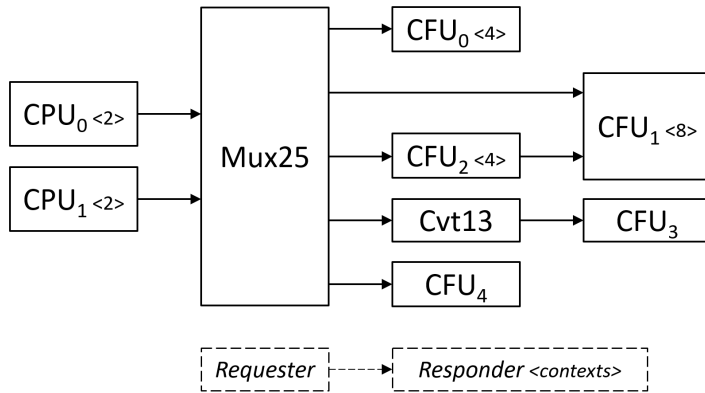 CFU₀ <4>
CPU₀ <2>
Mux25
CFU₁ <8>
CFU₂ <4>
CPU₁ <2>
Cvt13
CFU₃
CFU₄
Requester
Responder <contexts>